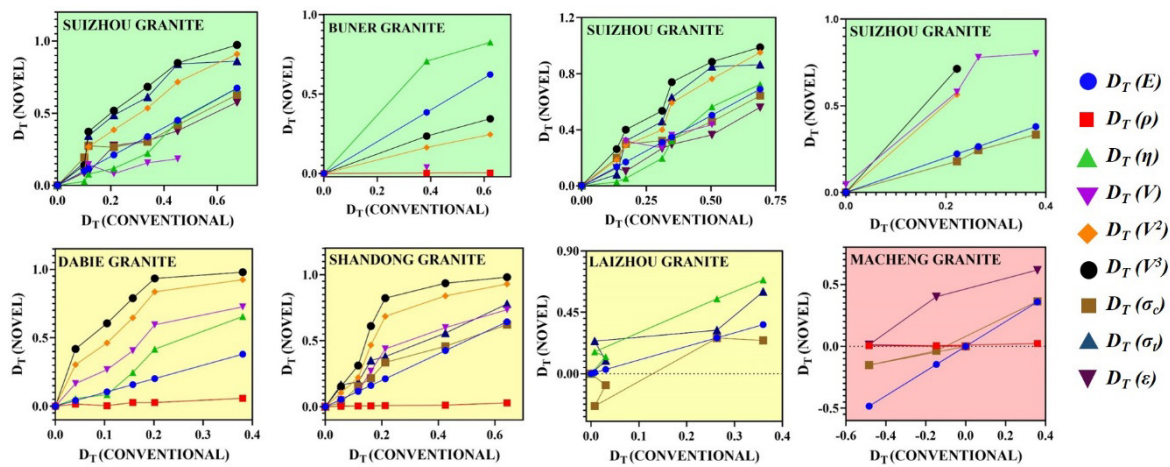 SUIZHOU GRANITE
D_T (NOVEL)
1.0
0.5
0.0
0.0 0.2 0.4 0.6 0.8
D_T (CONVENTIONAL)
BUNER GRANITE
D_T (NOVEL)
1.0
0.5
0.0
0.0 0.2 0.4 0.6
D_T (CONVENTIONAL)
SUIZHOU GRANITE
D_T (NOVEL)
1.2
0.8
0.4
0.0
0.00 0.25 0.50 0.75
D_T (CONVENTIONAL)
SUIZHOU GRANITE
D_T (NOVEL)
1.0
0.5
0.0
0.0 0.2 0.4
D_T (CONVENTIONAL)
DABIE GRANITE
D_T (NOVEL)
1.0
0.5
0.0
0.0 0.1 0.2 0.3 0.4
D_T (CONVENTIONAL)
SHANDONG GRANITE
D_T (NOVEL)
1.0
0.5
0.0
0.0 0.2 0.4 0.6
D_T (CONVENTIONAL)
LAIZHOU GRANITE
D_T (NOVEL)
0.90
0.45
0.00
0.0 0.1 0.2 0.3 0.4
D_T (CONVENTIONAL)
MACHENG GRANITE
D_T (NOVEL)
0.5
0.0
-0.5
-0.6 -0.4 -0.2 0.0 0.2 0.4
D_T (CONVENTIONAL)
D_T (E)
D_T (ρ)
D_T (η)
D_T (V)
D_T (V²)
D_T (V³)
D_T (σ_c)
D_T (σ_t)
D_T (ε)